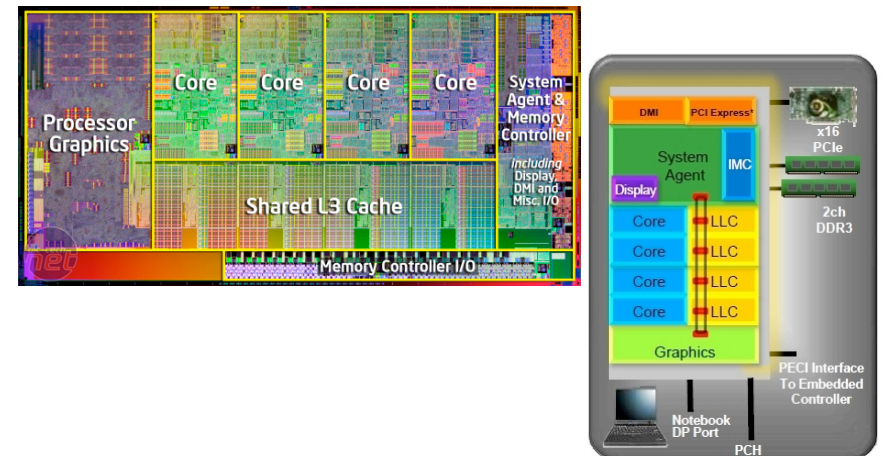 Processor
Graphics
Core
Core
Core
Core
System
Agent &
Memory
Controller
Including
Display,
DMI and
Misc. I/O
Shared L3 Cache
Memory Controller I/O
net
DMI
PCI Express*
System
Agent
IMC
Display
Core
LLC
Core
LLC
Core
LLC
Core
LLC
Graphics
x16
PCIe
2ch
DDR3
PECI Interface
To Embedded
Controller
Notebook
DP Port
PCH